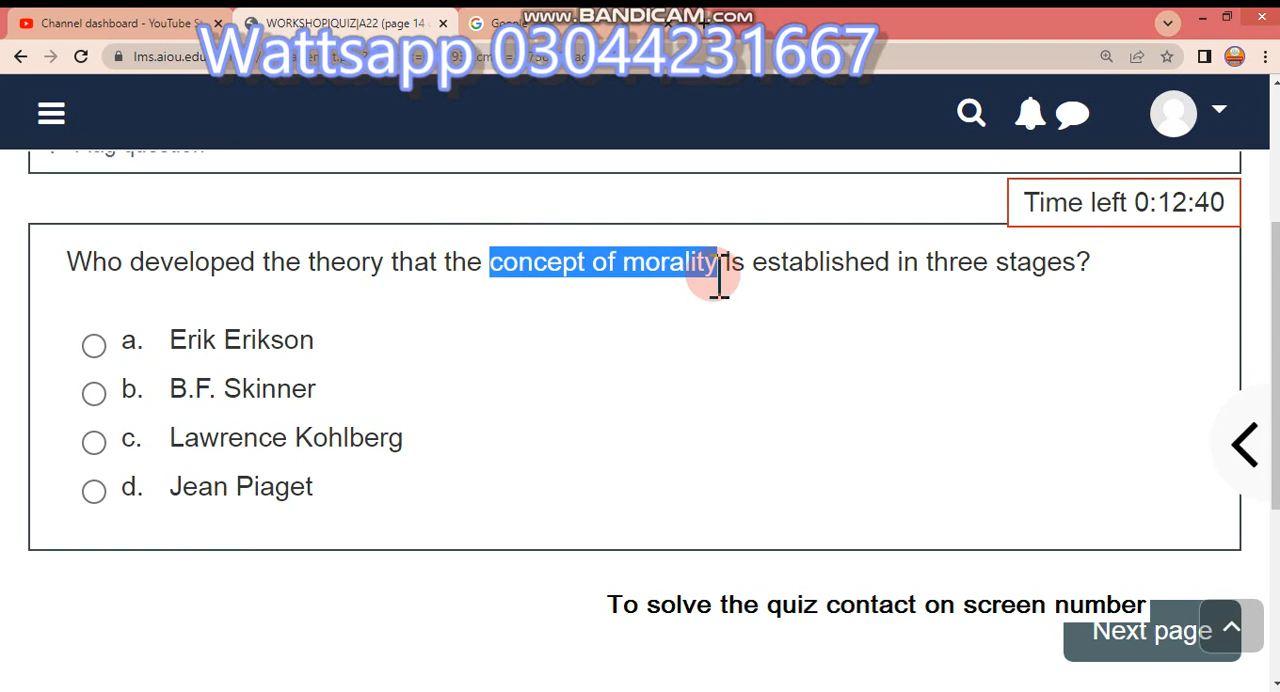 www.BANDICAM.com
Channel dashboard - YouTube S
WORKSHOP|QUIZ|A22 (page 14
Wattsapp 03044231667
lms.aiou.edu
Flag question
Time left 0:12:40
Who developed the theory that the concept of morality is established in three stages?
a. Erik Erikson
b. B.F. Skinner
c. Lawrence Kohlberg
d. Jean Piaget
To solve the quiz contact on screen number
Next page